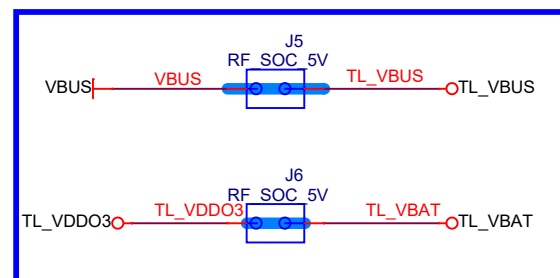 J5
RF_SOC_5V
VBUS VBUS TL_VBUS TL_VBUS
J6
RF_SOC_5V
TL_VDDO3 TL_VDDO3 TL_VBAT TL_VBAT